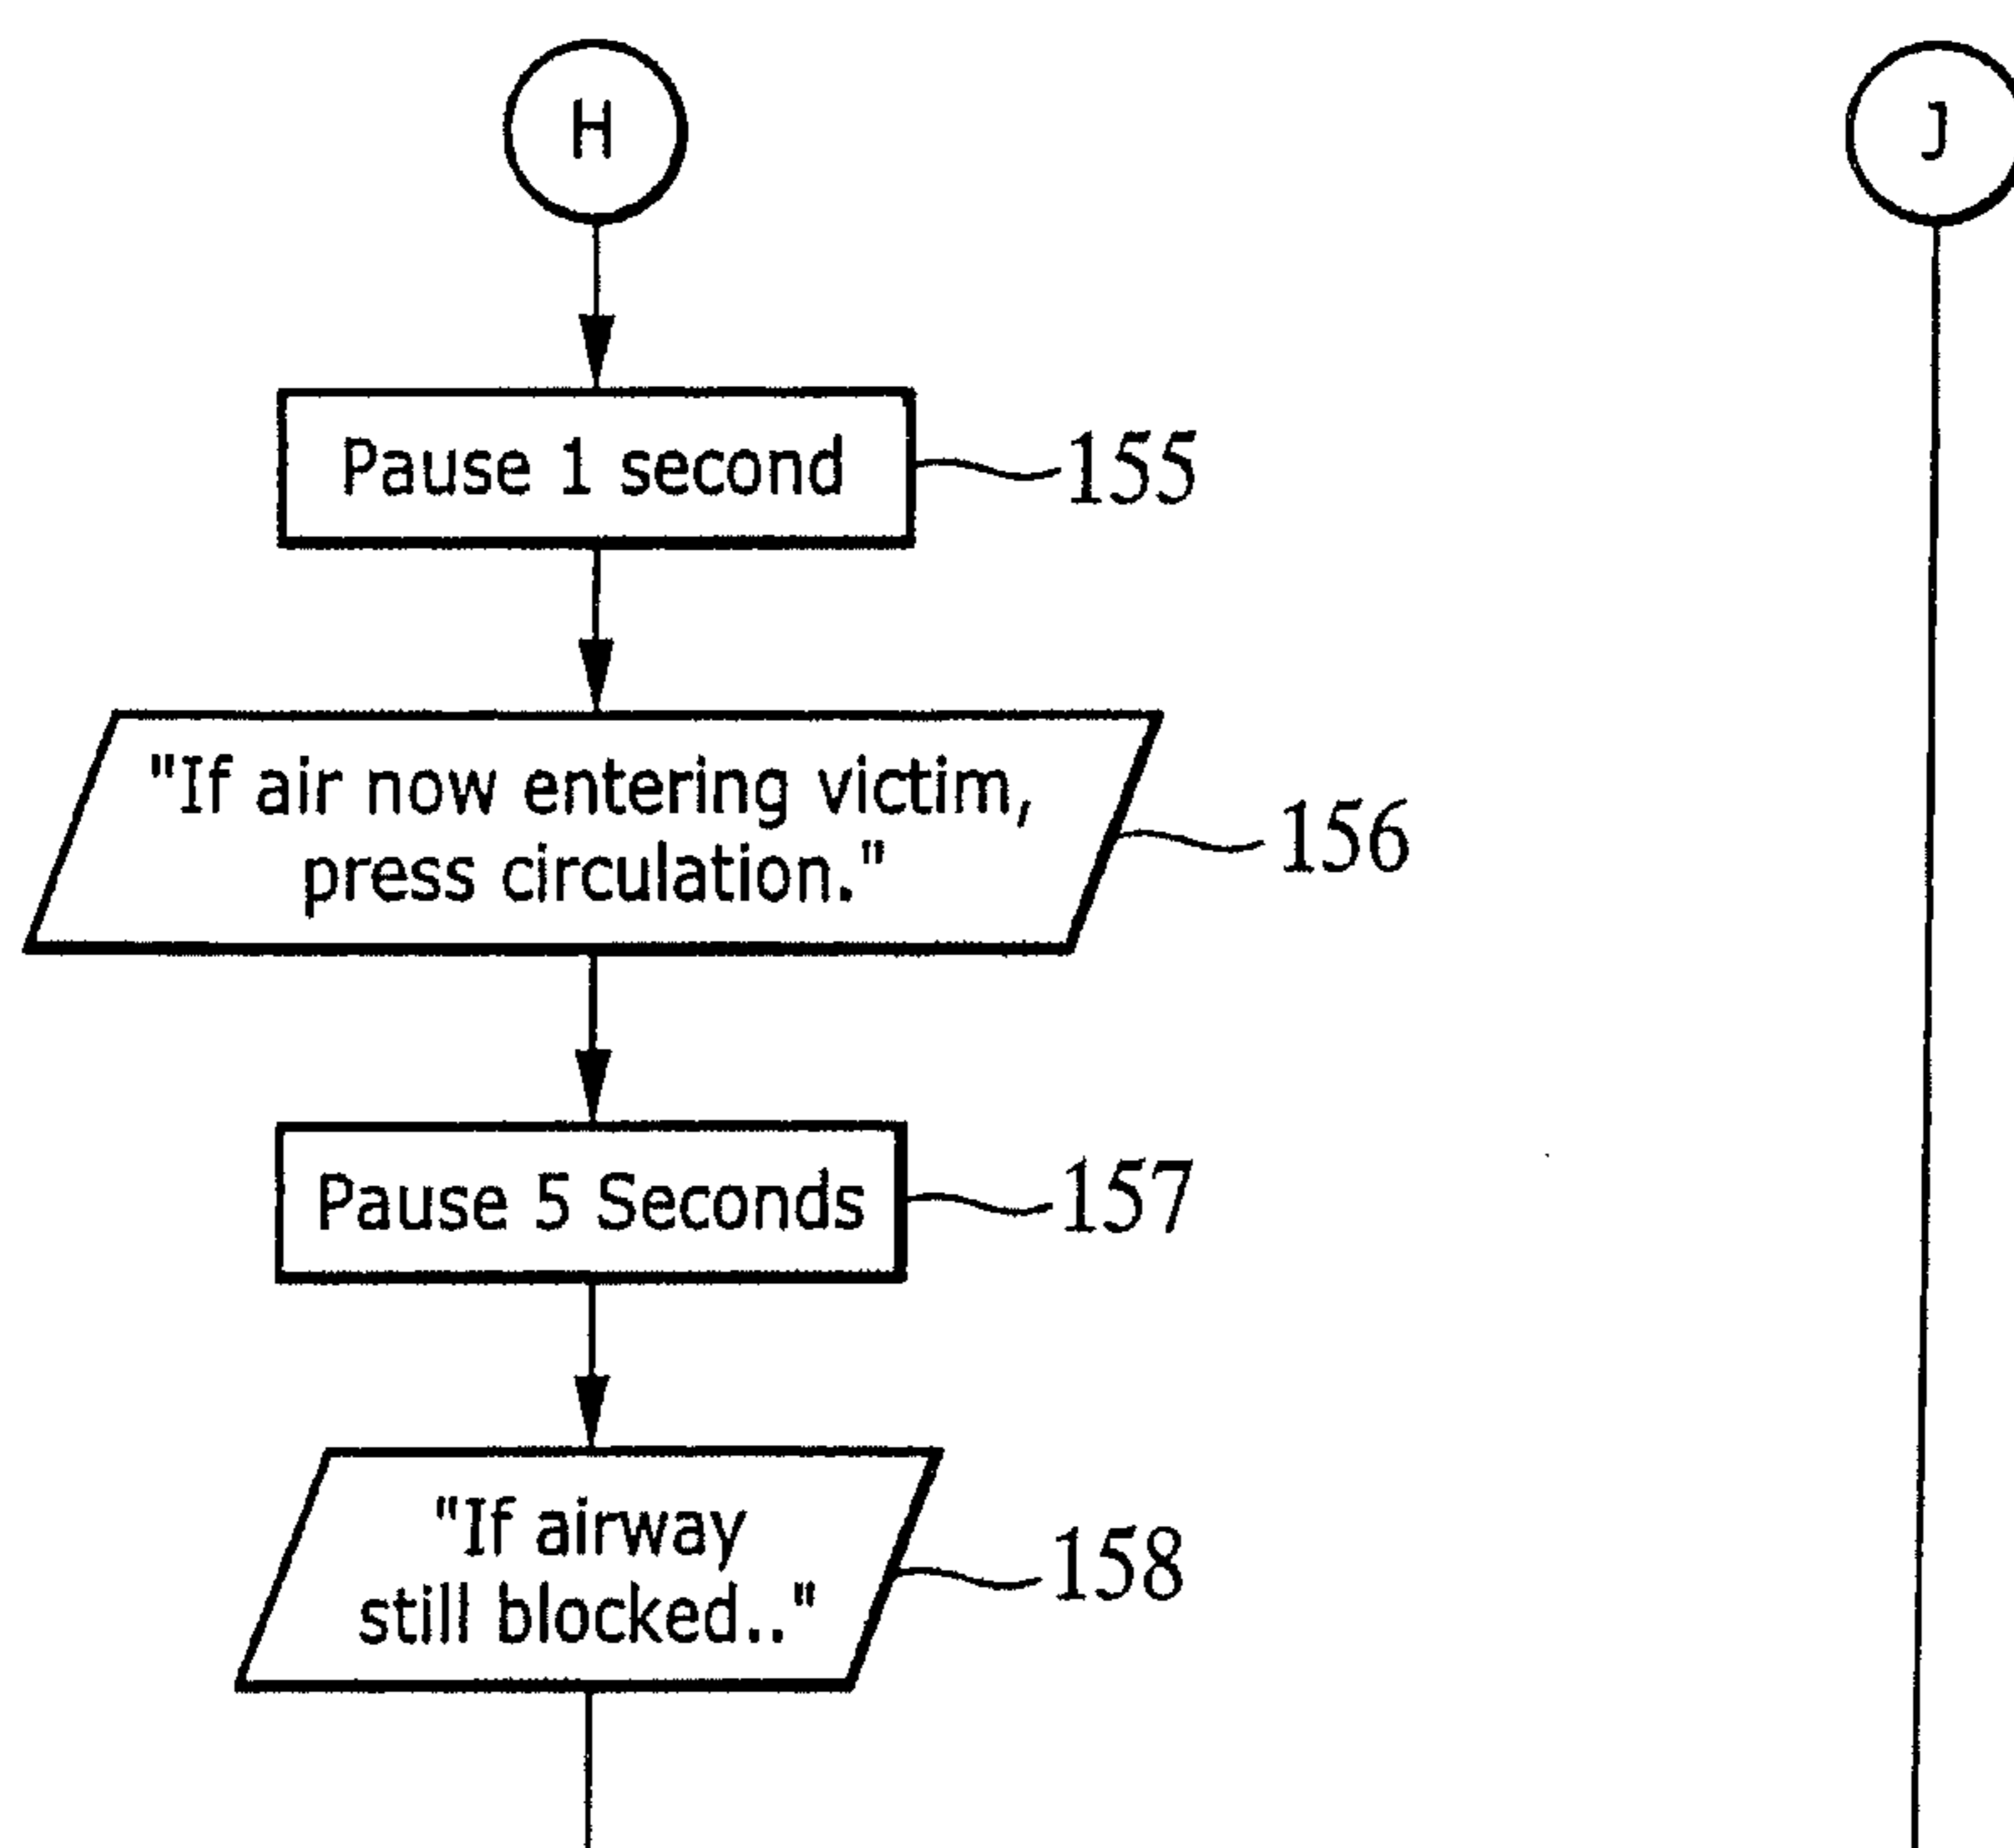 H
J
Pause 1 second
155
"If air now entering victim,
press circulation."
156
Pause 5 Seconds
157
"If airway
still blocked.."
158